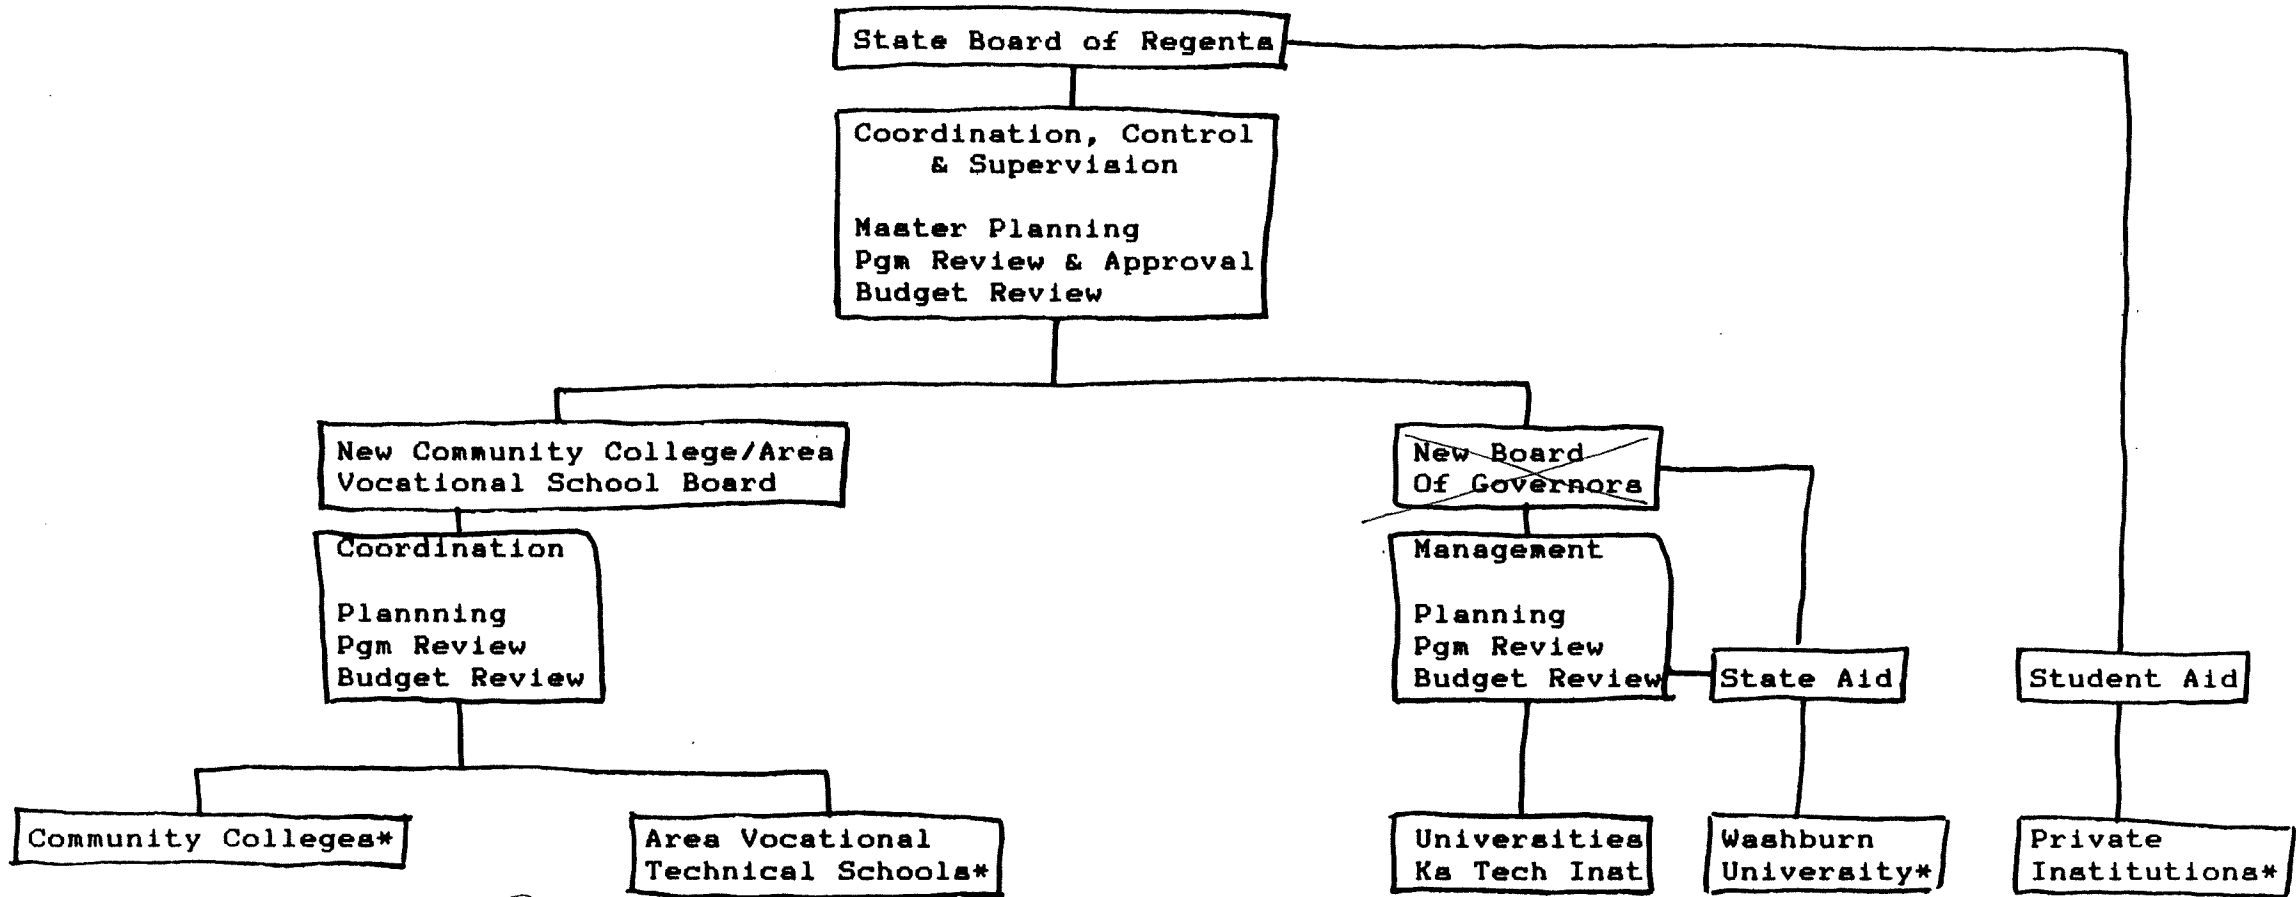 State Board of Regents
Coordination, Control
& Supervision
Master Planning
Pgm Review & Approval
Budget Review
New Community College/Area
Vocational School Board
Coordination
Plannning
Pgm Review
Budget Review
New Board
Of Governors
Management
Planning
Pgm Review
Budget Review
State Aid
Student Aid
Community Colleges*
Area Vocational
Technical Schools*
Universities
Ks Tech Inst
Washburn
University*
Private
Institutions*